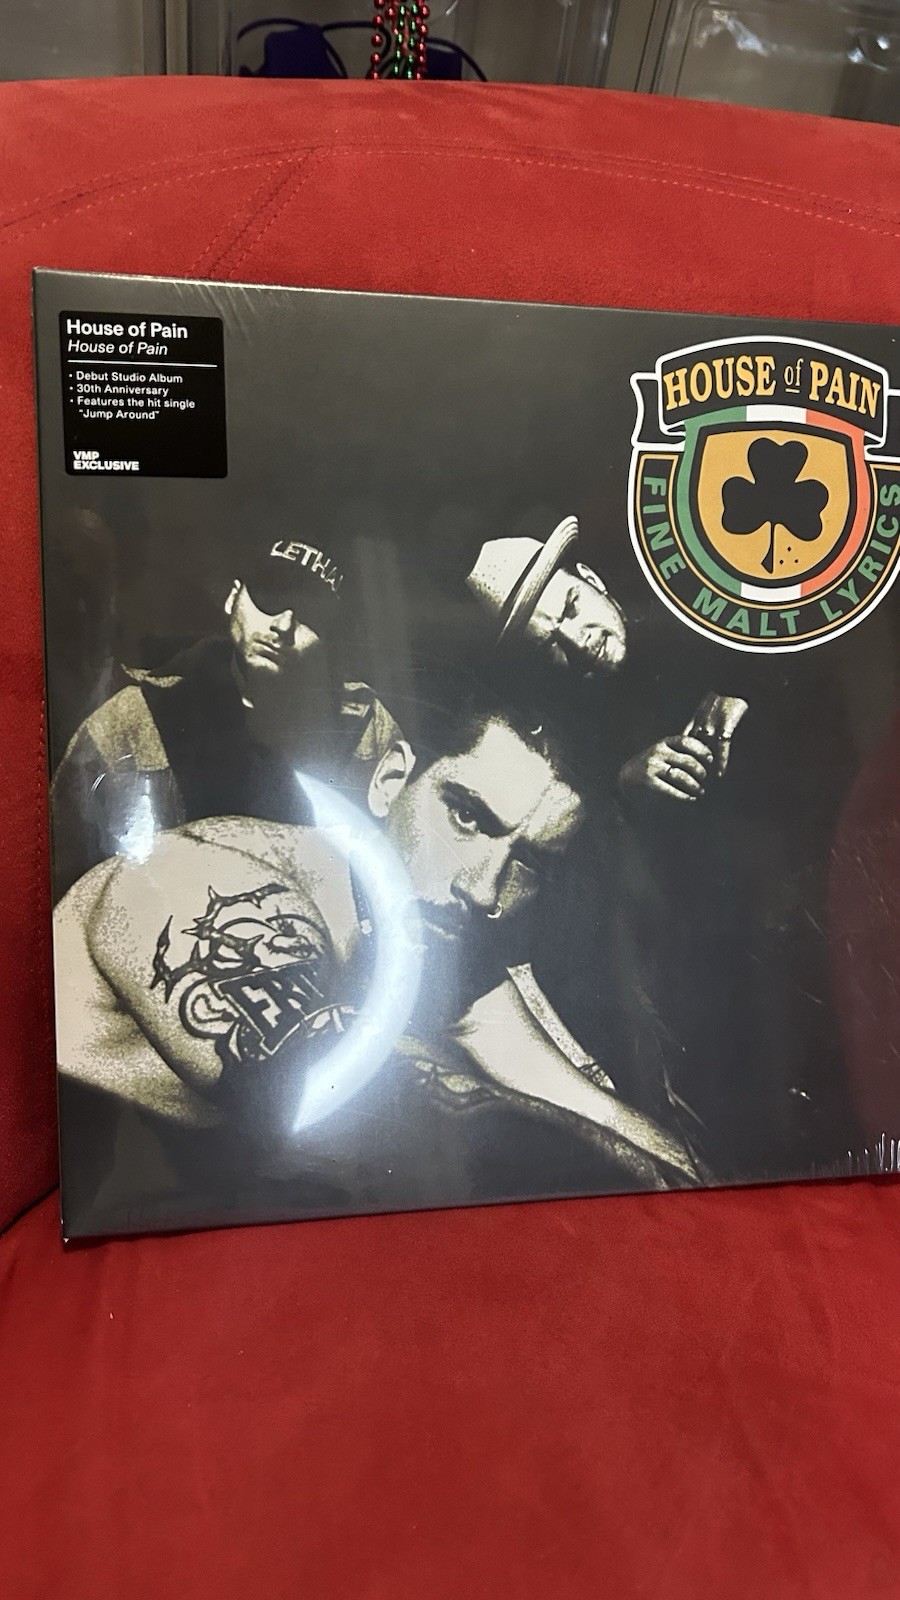 House of Pain
House of Pain
• Debut Studio Album
• 30th Anniversary
• Features the hit single
"Jump Around"
VMP
EXCLUSIVE
HOUSE of PAIN
FINE MALT LYRICS
LETHAL